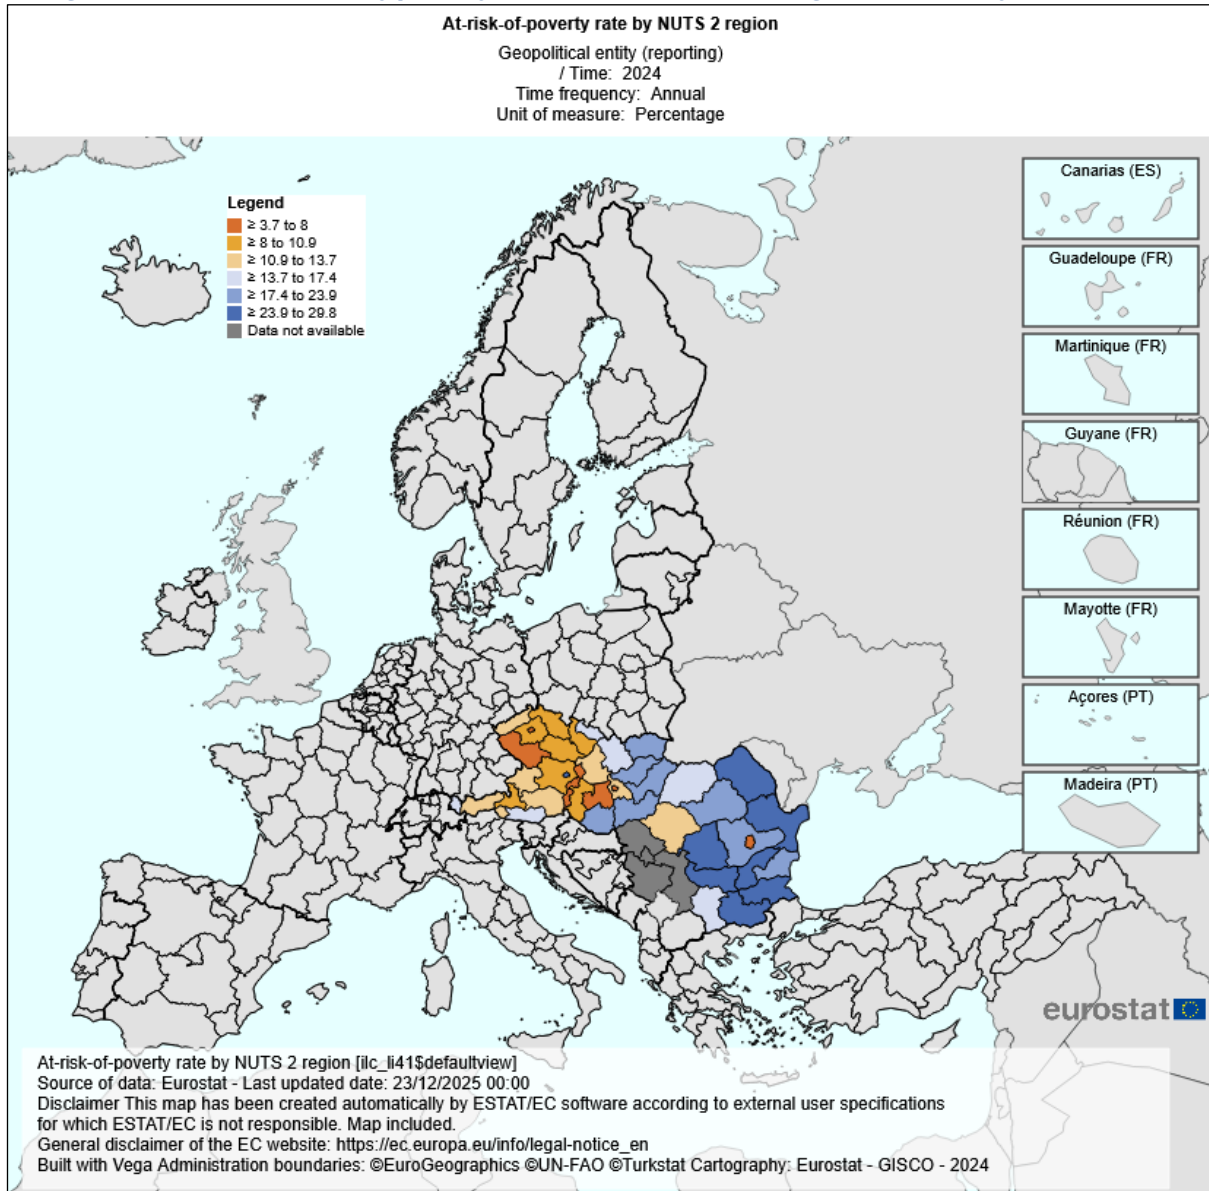 At-risk-of-poverty rate by NUTS 2 region
Geopolitical entity (reporting)
/ Time: 2024
Time frequency: Annual
Unit of measure: Percentage
Legend
≥ 3.7 to 8
≥ 8 to 10.9
≥ 10.9 to 13.7
≥ 13.7 to 17.4
≥ 17.4 to 23.9
≥ 23.9 to 29.8
Data not available
Canarias (ES)
Guadeloupe (FR)
Martinique (FR)
Guyane (FR)
Réunion (FR)
Mayotte (FR)
Açores (PT)
Madeira (PT)
eurostat
At-risk-of-poverty rate by NUTS 2 region [ilc_li41$defaultview]
Source of data: Eurostat - Last updated date: 23/12/2025 00:00
Disclaimer This map has been created automatically by ESTAT/EC software according to external user specifications
for which ESTAT/EC is not responsible. Map included.
General disclaimer of the EC website: https://ec.europa.eu/info/legal-notice_en
Built with Vega Administration boundaries: ©EuroGeographics ©UN-FAO ©Turkstat Cartography: Eurostat - GISCO - 2024